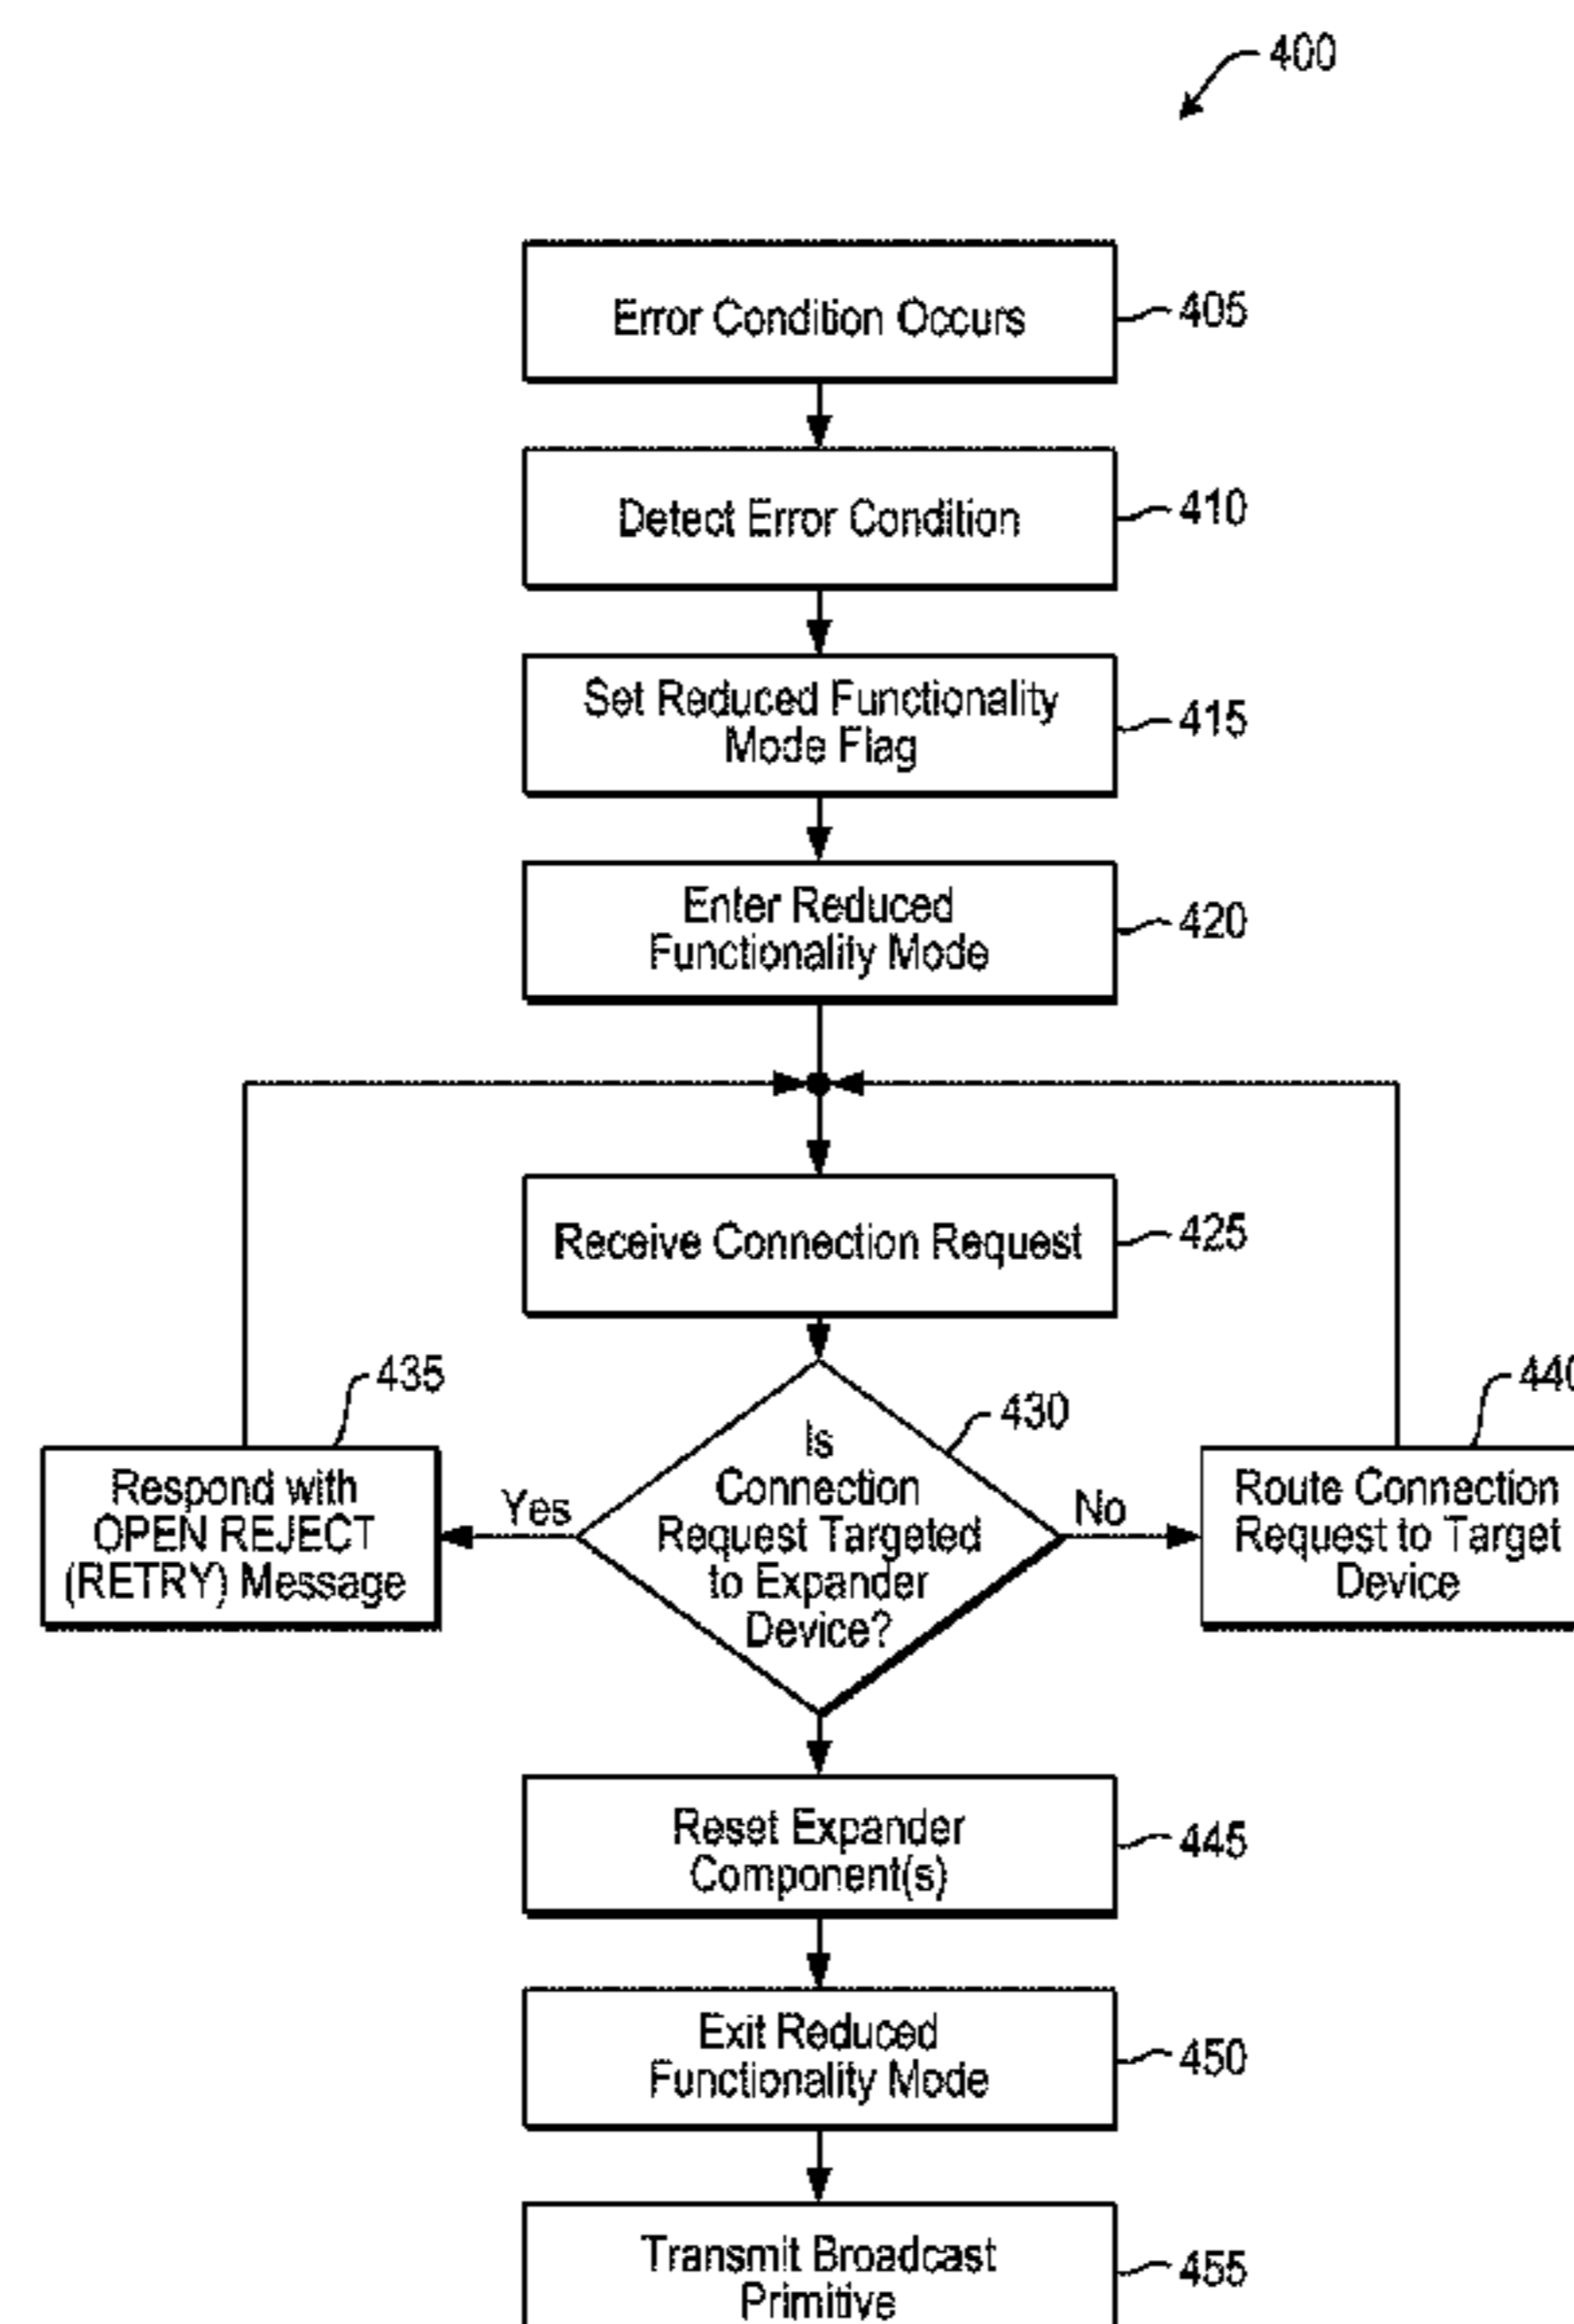 400
Error Condition Occurs
405
Detect Error Condition
410
Set Reduced Functionality
Mode Flag
415
Enter Reduced
Functionality Mode
420
Receive Connection Request
425
435
430
440
Is
Connection
Request Targeted
to Expander
Device?
Yes
No
Respond with
OPEN REJECT
(RETRY) Message
Route Connection
Request to Target
Device
Reset Expander
Component(s)
445
Exit Reduced
Functionality Mode
450
Transmit Broadcast
Primitive
455